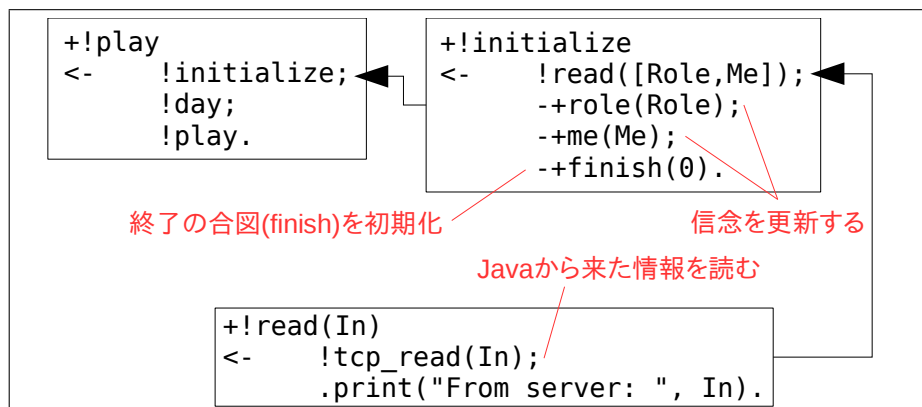 +!play
<- !initialize;
!day;
!play.
+!initialize
<- !read([Role,Me]);
-+role(Role);
-+me(Me);
-+finish(0).
終了の合図(finish)を初期化
信念を更新する
Javaから来た情報を読む
+!read(In)
<- !tcp_read(In);
.print("From server: ", In).